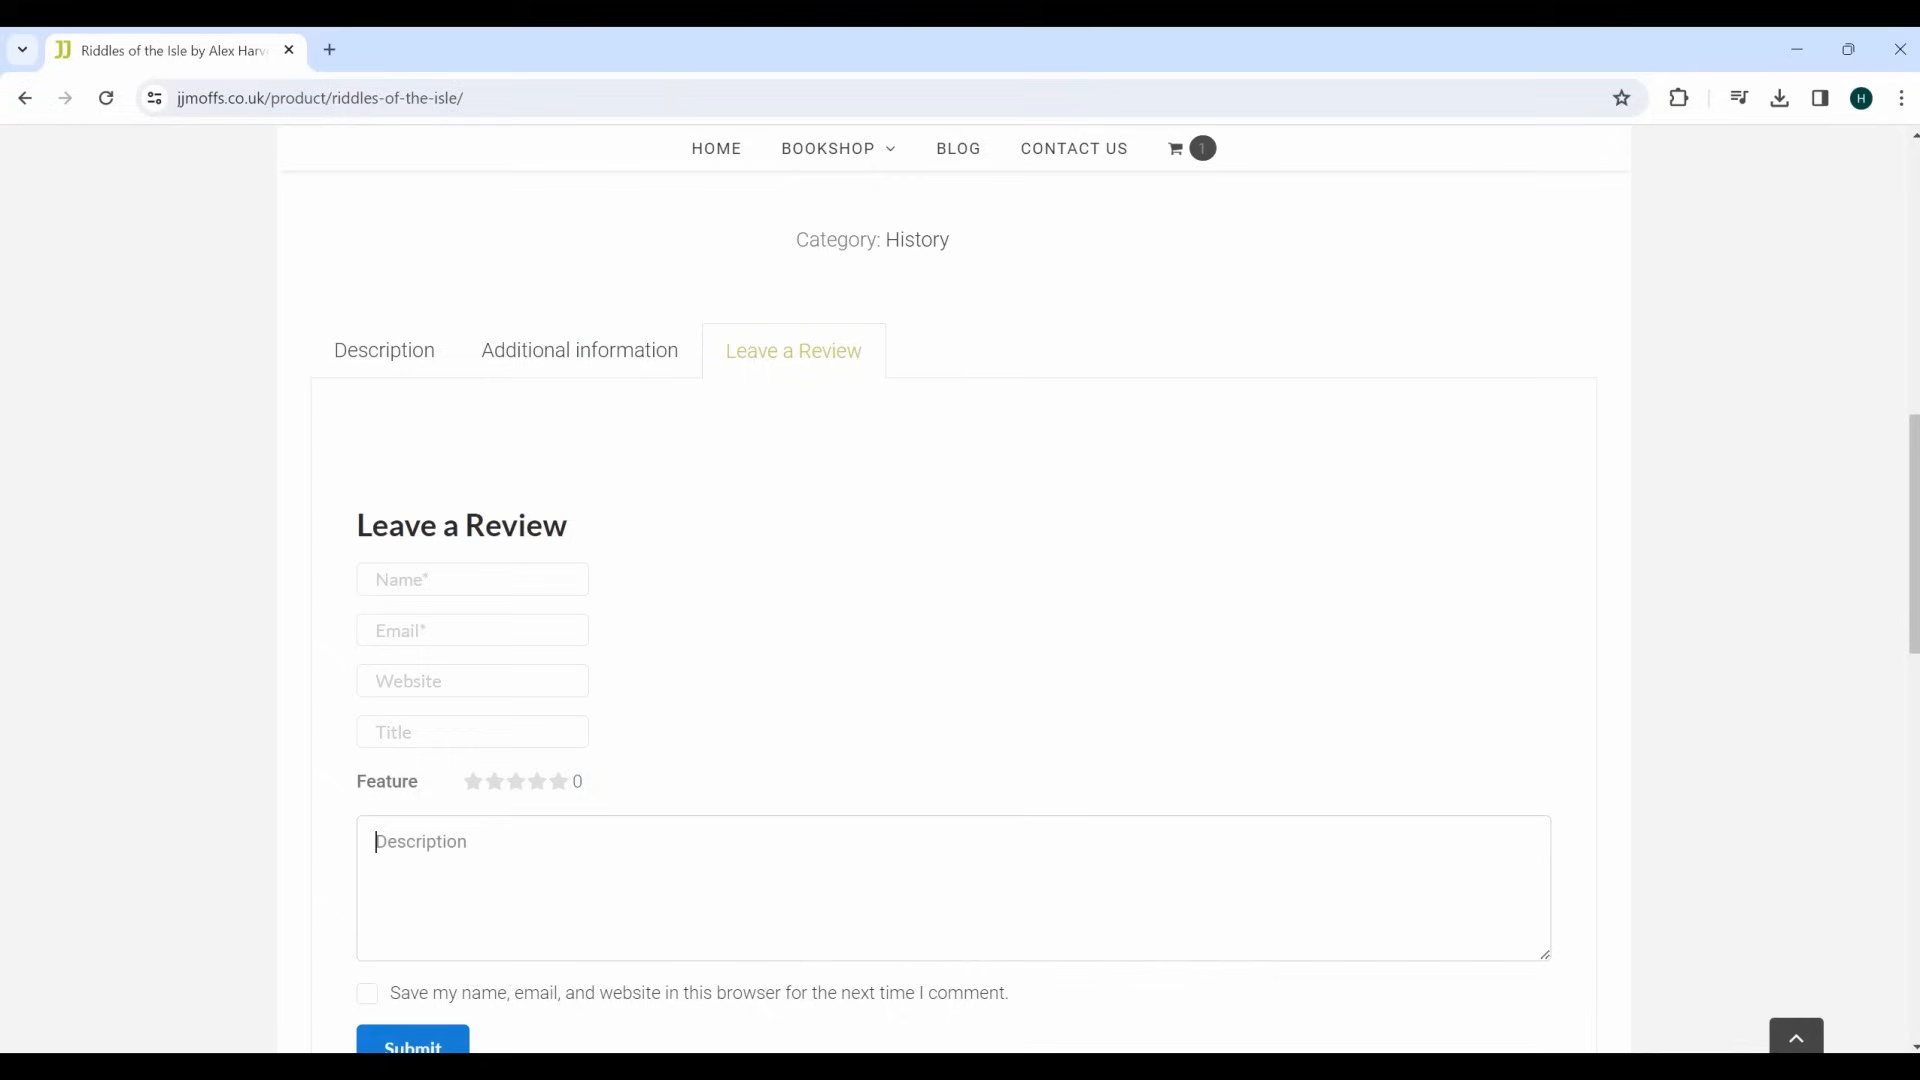 Riddles of the Isle by Alex Harv
jjmoffs.co.uk/product/riddles-of-the-isle/
H
HOME BOOKSHOP BLOG CONTACT US 1
Category: History
Description Additional information Leave a Review
Leave a Review
Name*
Email*
Website
Title
Feature 0
Description
Save my name, email, and website in this browser for the next time I comment.
Submit